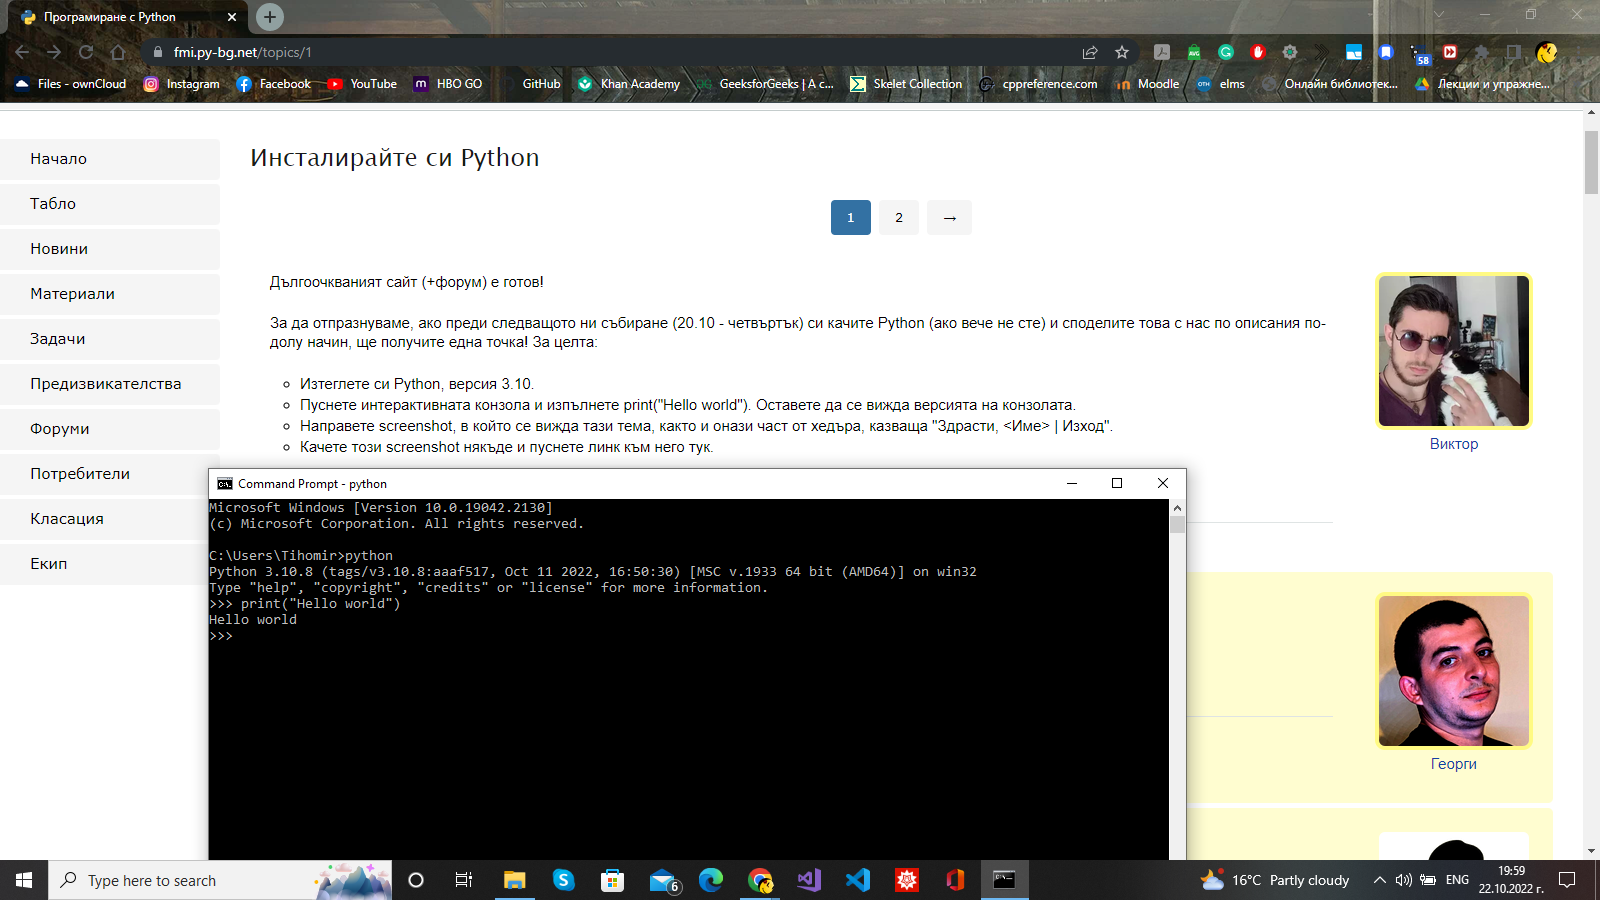 Програмиране с Python
fmi.py-bg.net/topics/1
58
Files - ownCloud
Instagram
Facebook
YouTube
HBO GO
GitHub
Khan Academy
GeeksforGeeks | A c...
Skelet Collection
cppreference.com
Moodle
elms
Онлайн библиотек...
Лекции и упражне...
Начало
Табло
Новини
Материали
Задачи
Предизвикателства
Форуми
Потребители
Класация
Екип
Инсталирайте си Python
1 2 →
Дългоочкваният сайт (+форум) е готов!
За да отпразнуваме, ако преди следващото ни събиране (20.10 - четвъртък) си качите Python (ако вече не сте) и споделите това с нас по описания по-
долу начин, ще получите една точка! За целта:
Изтеглете си Python, версия 3.10.
Пуснете интерактивната конзола и изпълнете print("Hello world"). Оставете да се вижда версията на конзолата.
Направете screenshot, в който се вижда тази тема, както и онази част от хедъра, казваща "Здрасти, <Име> | Изход".
Качете този screenshot някъде и пуснете линк към него тук.
Виктор
Георги
Command Prompt - python
Microsoft Windows [Version 10.0.19042.2130]
(c) Microsoft Corporation. All rights reserved.
C:\Users\Tihomir>python
Python 3.10.8 (tags/v3.10.8:aaaf517, Oct 11 2022, 16:50:30) [MSC v.1933 64 bit (AMD64)] on win32
Type "help", "copyright", "credits" or "license" for more information.
>>> print("Hello world")
Hello world
>>>
Type here to search
6
16°C Partly cloudy
ENG
19:59
22.10.2022 г.